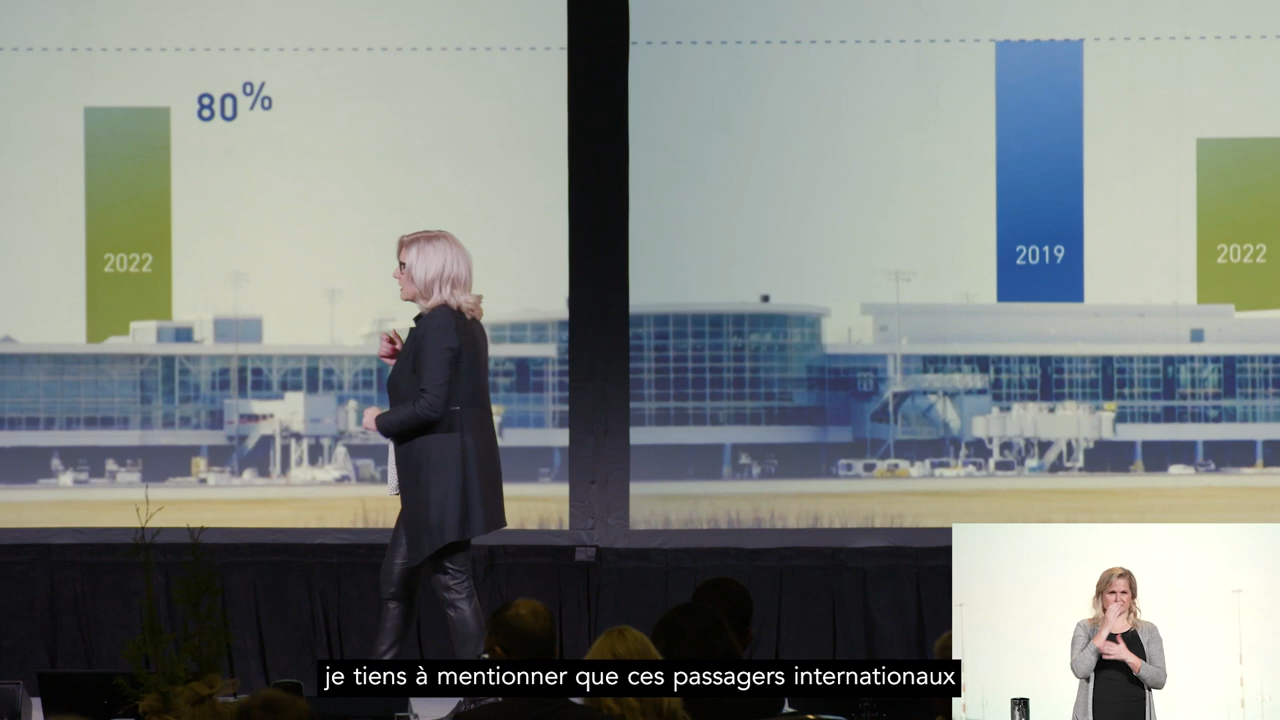 80%
2022
2019
2022
je tiens à mentionner que ces passagers internationaux